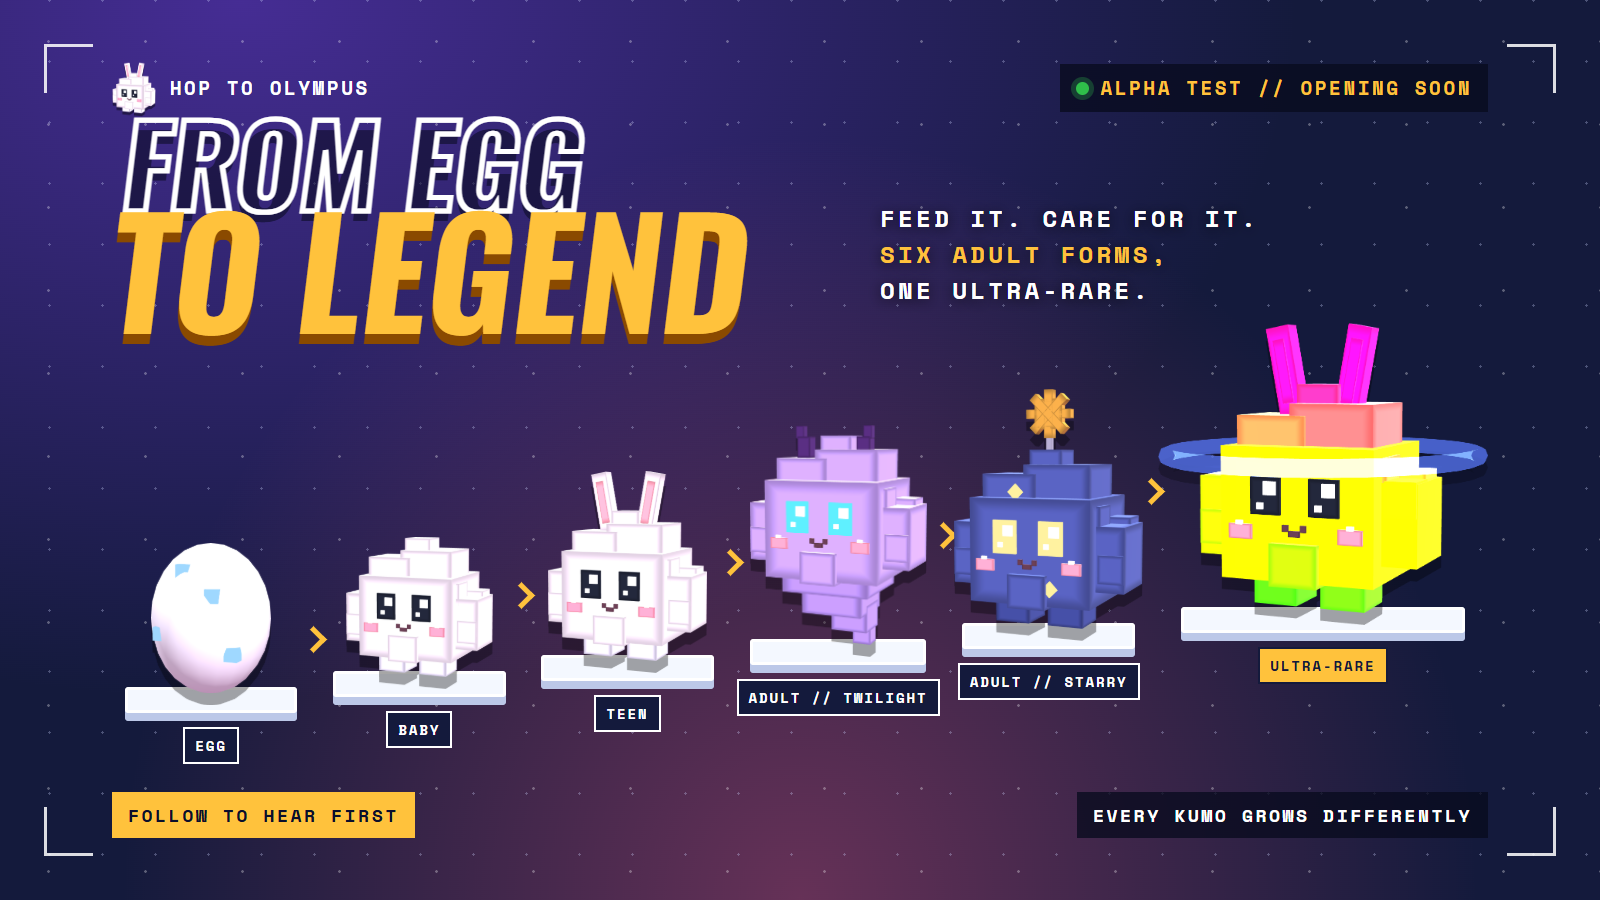 HOP TO OLYMPUS
ALPHA TEST // OPENING SOON
FROM EGG
TO LEGEND
FEED IT. CARE FOR IT.
SIX ADULT FORMS,
ONE ULTRA-RARE.
EGG
BABY
TEEN
ADULT // TWILIGHT
ADULT // STARRY
ULTRA-RARE
FOLLOW TO HEAR FIRST
EVERY KUMO GROWS DIFFERENTLY